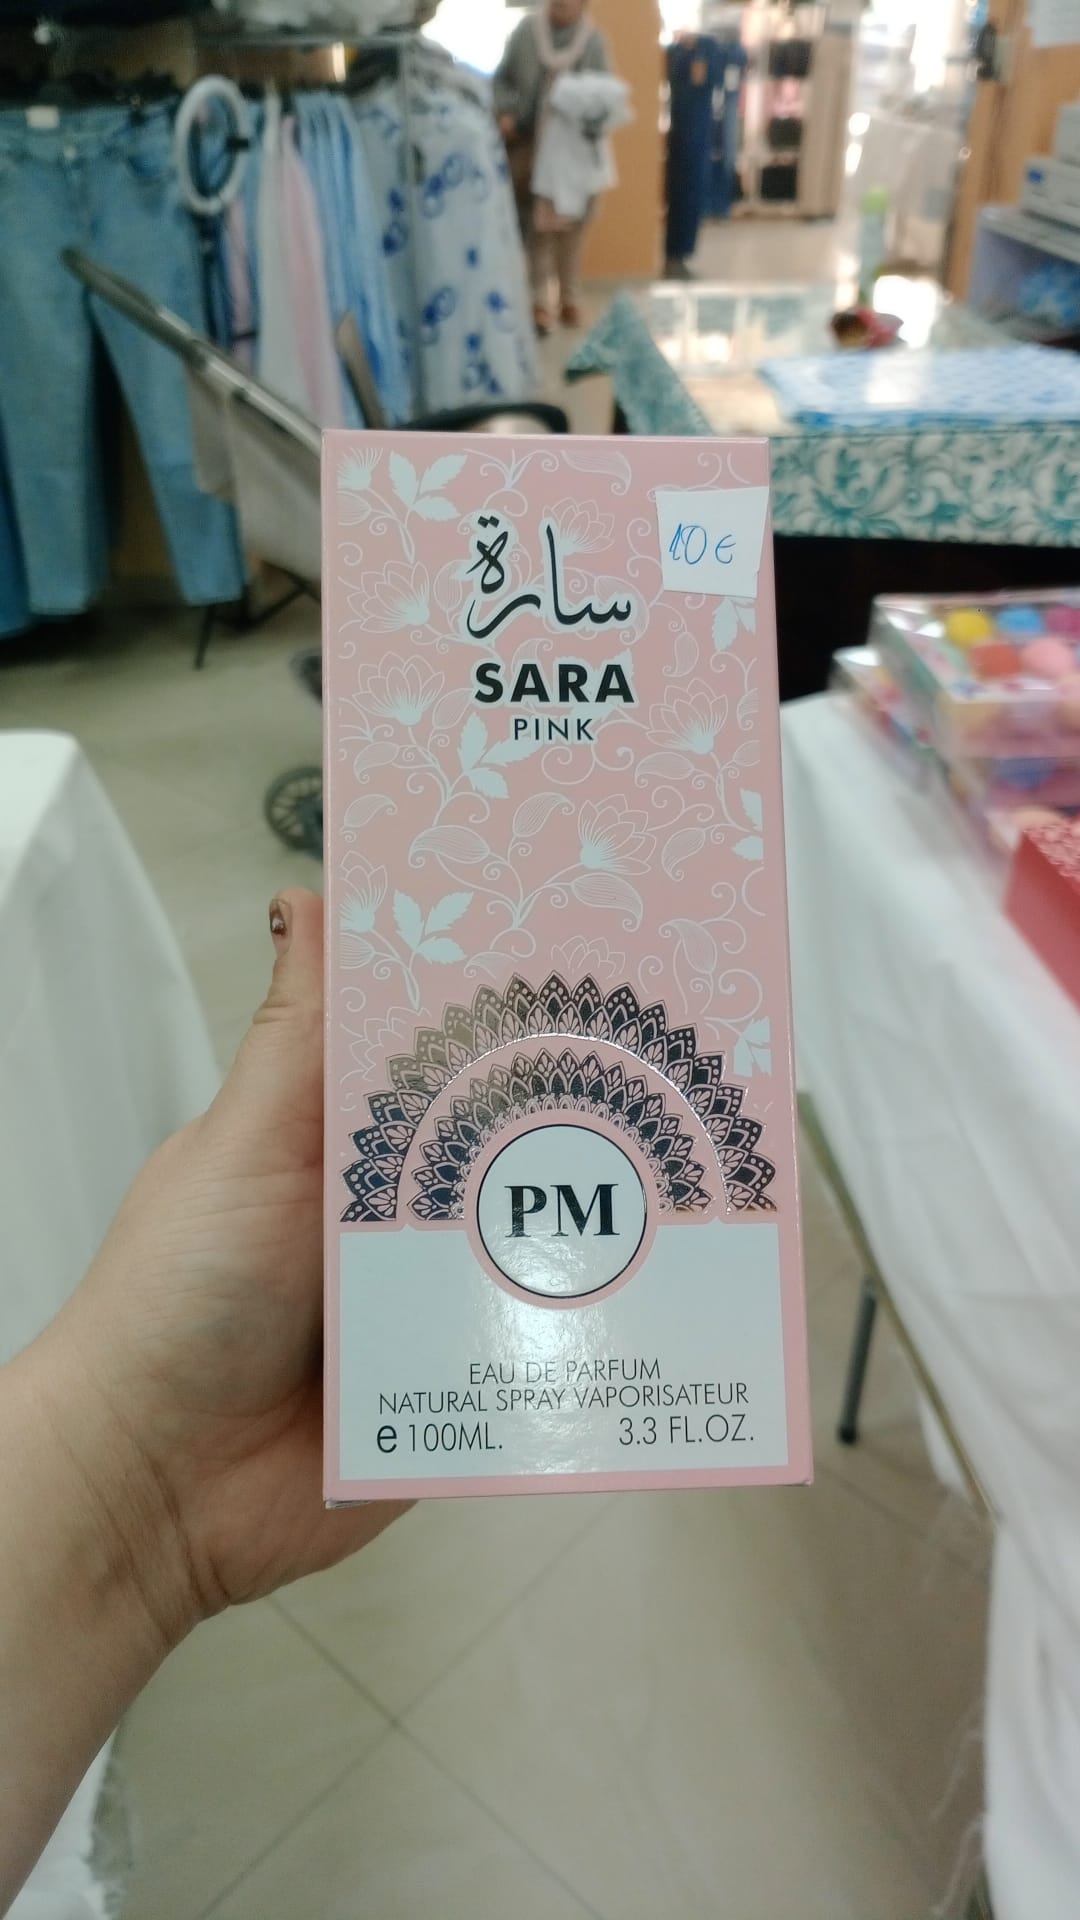 سارة
10€
SARA
PINK
PM
EAU DE PARFUM
NATURAL SPRAY VAPORISATEUR
e 100ML. 3.3 FL.OZ.